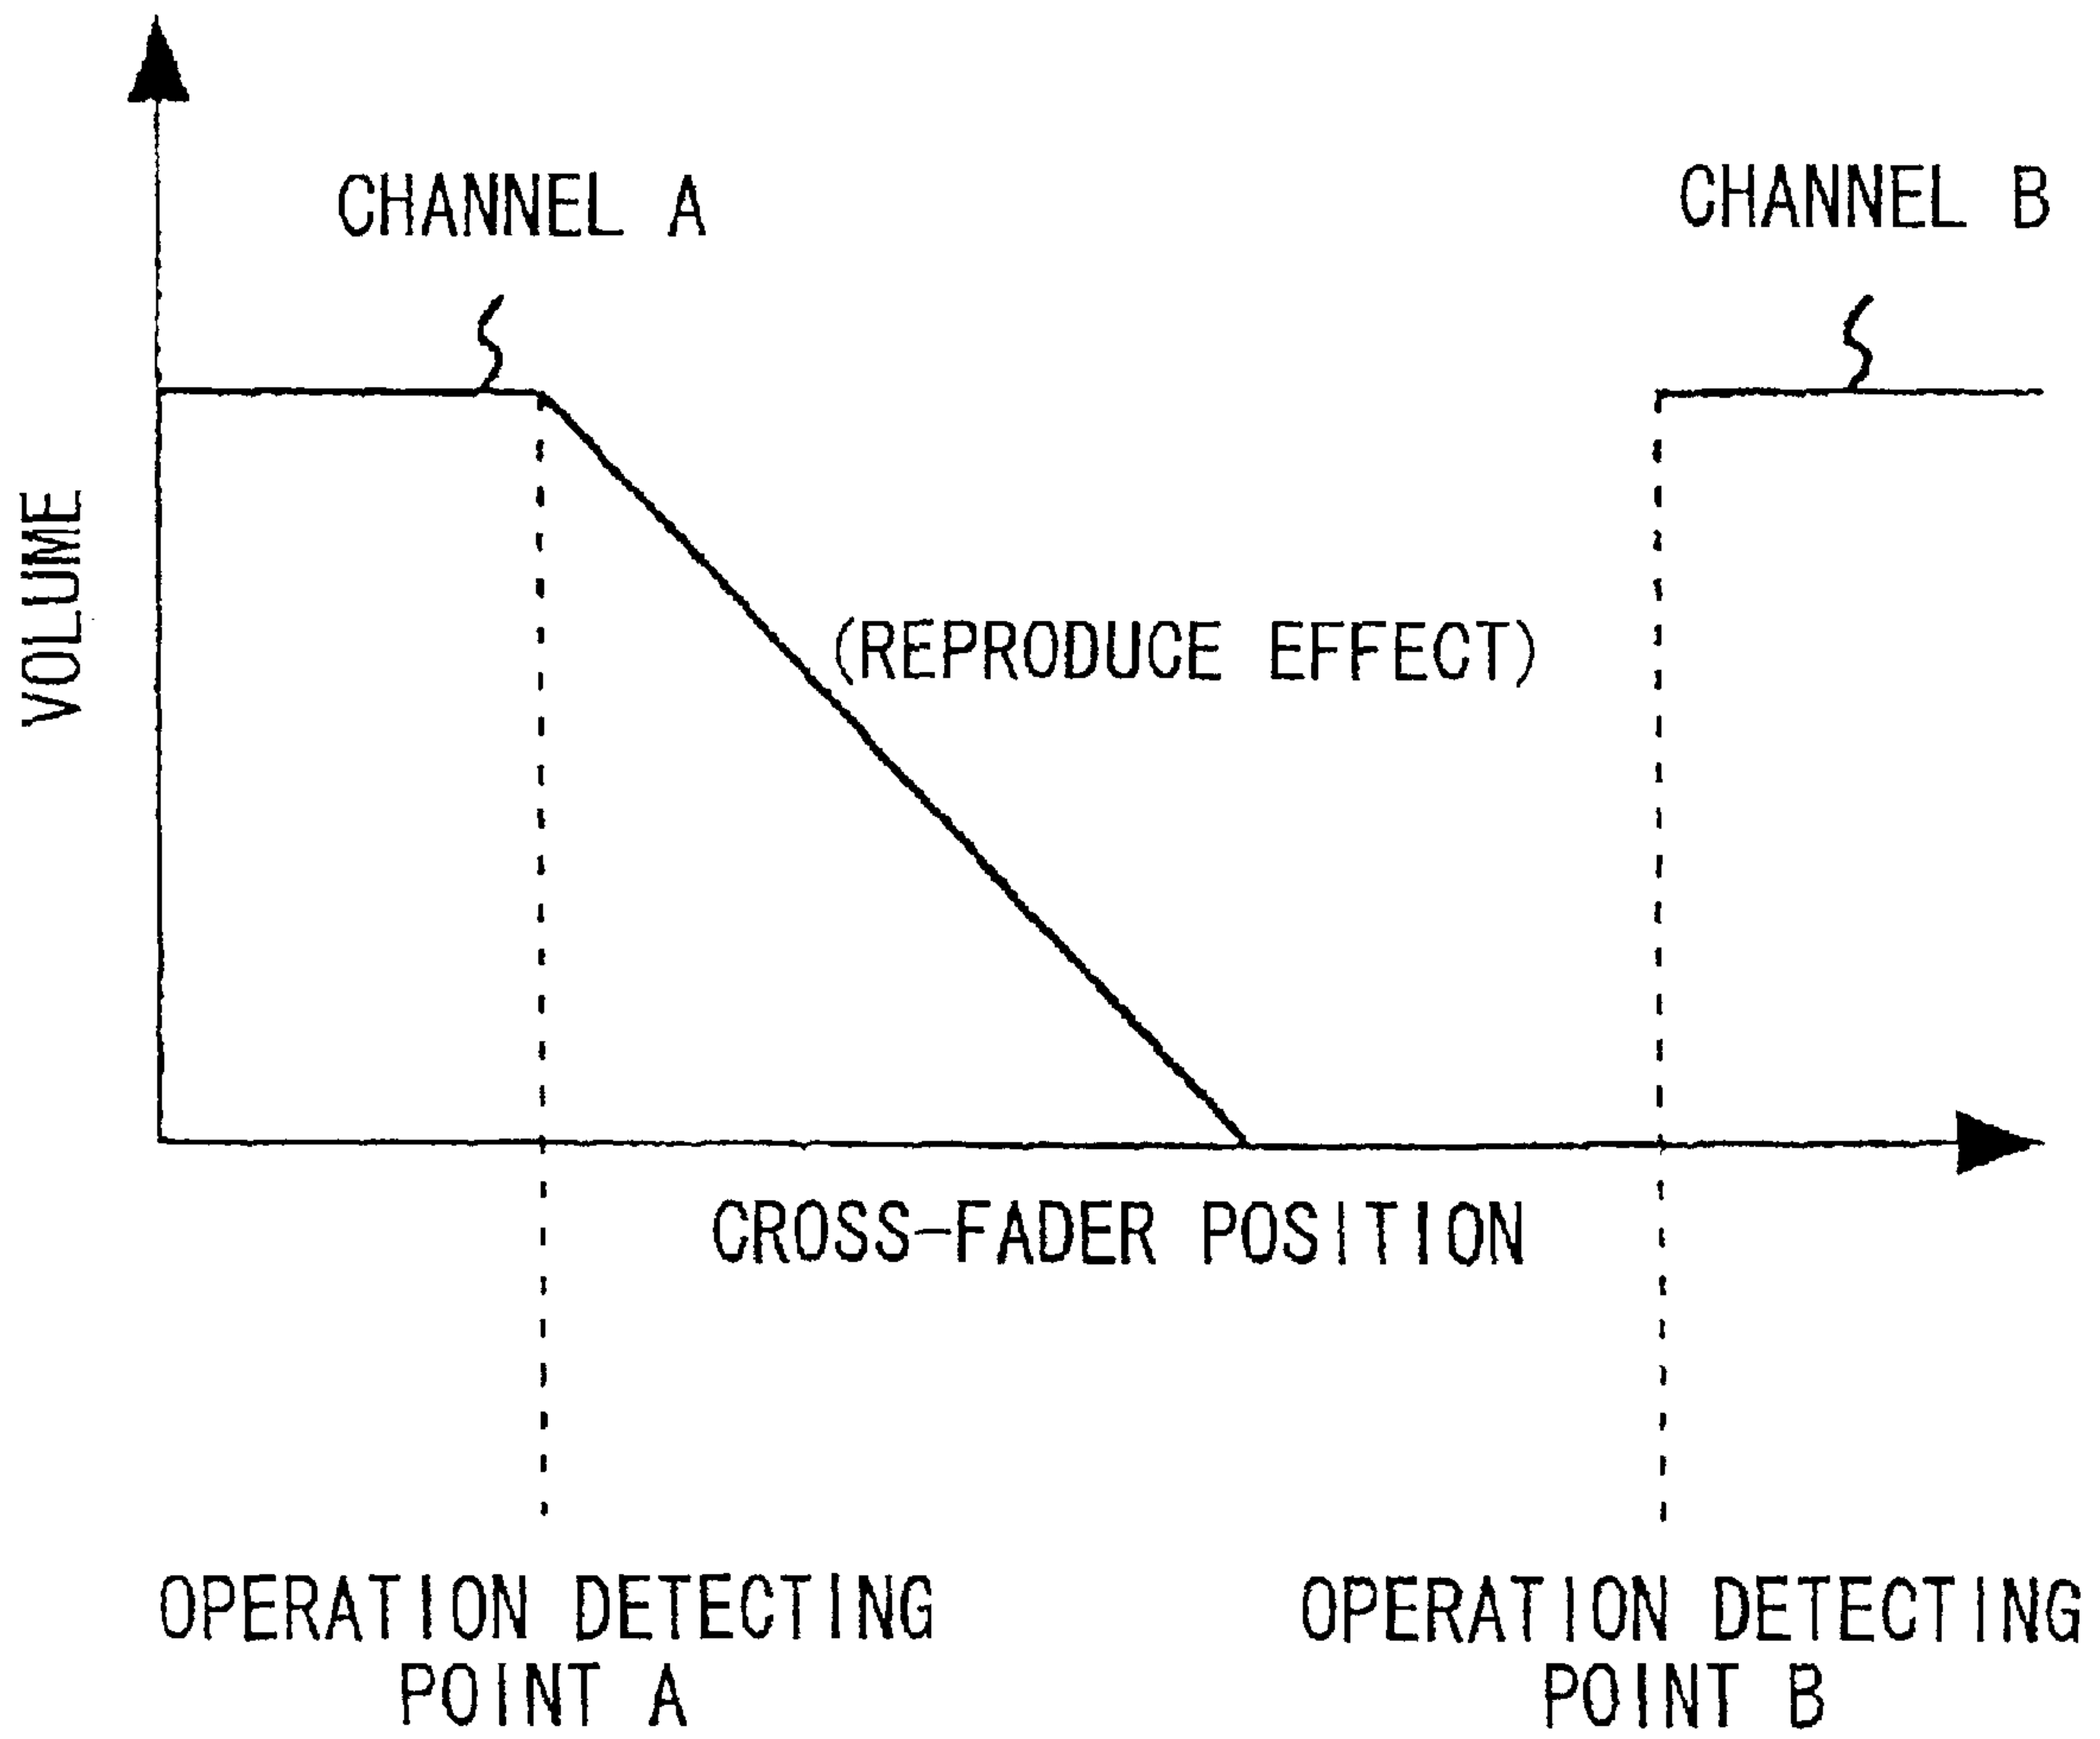 CHANNEL A
CHANNEL B
VOLUME
(REPRODUCE EFFECT)
CROSS-FADER POSITION
OPERATION DETECTING
POINT A
OPERATION DETECTING
POINT B